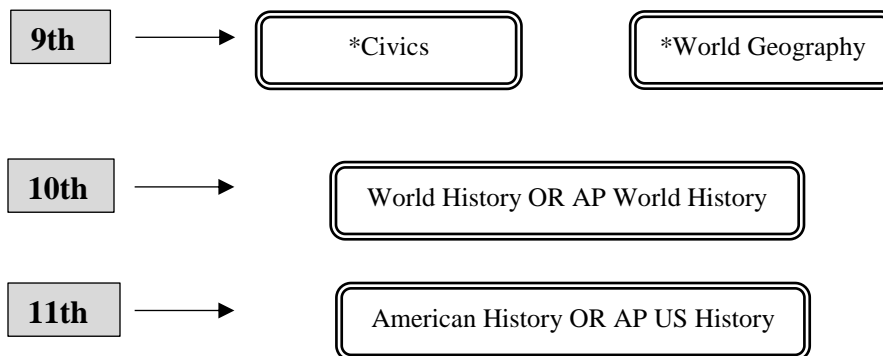 9th *Civics *World Geography
10th World History OR AP World History
11th American History OR AP US History